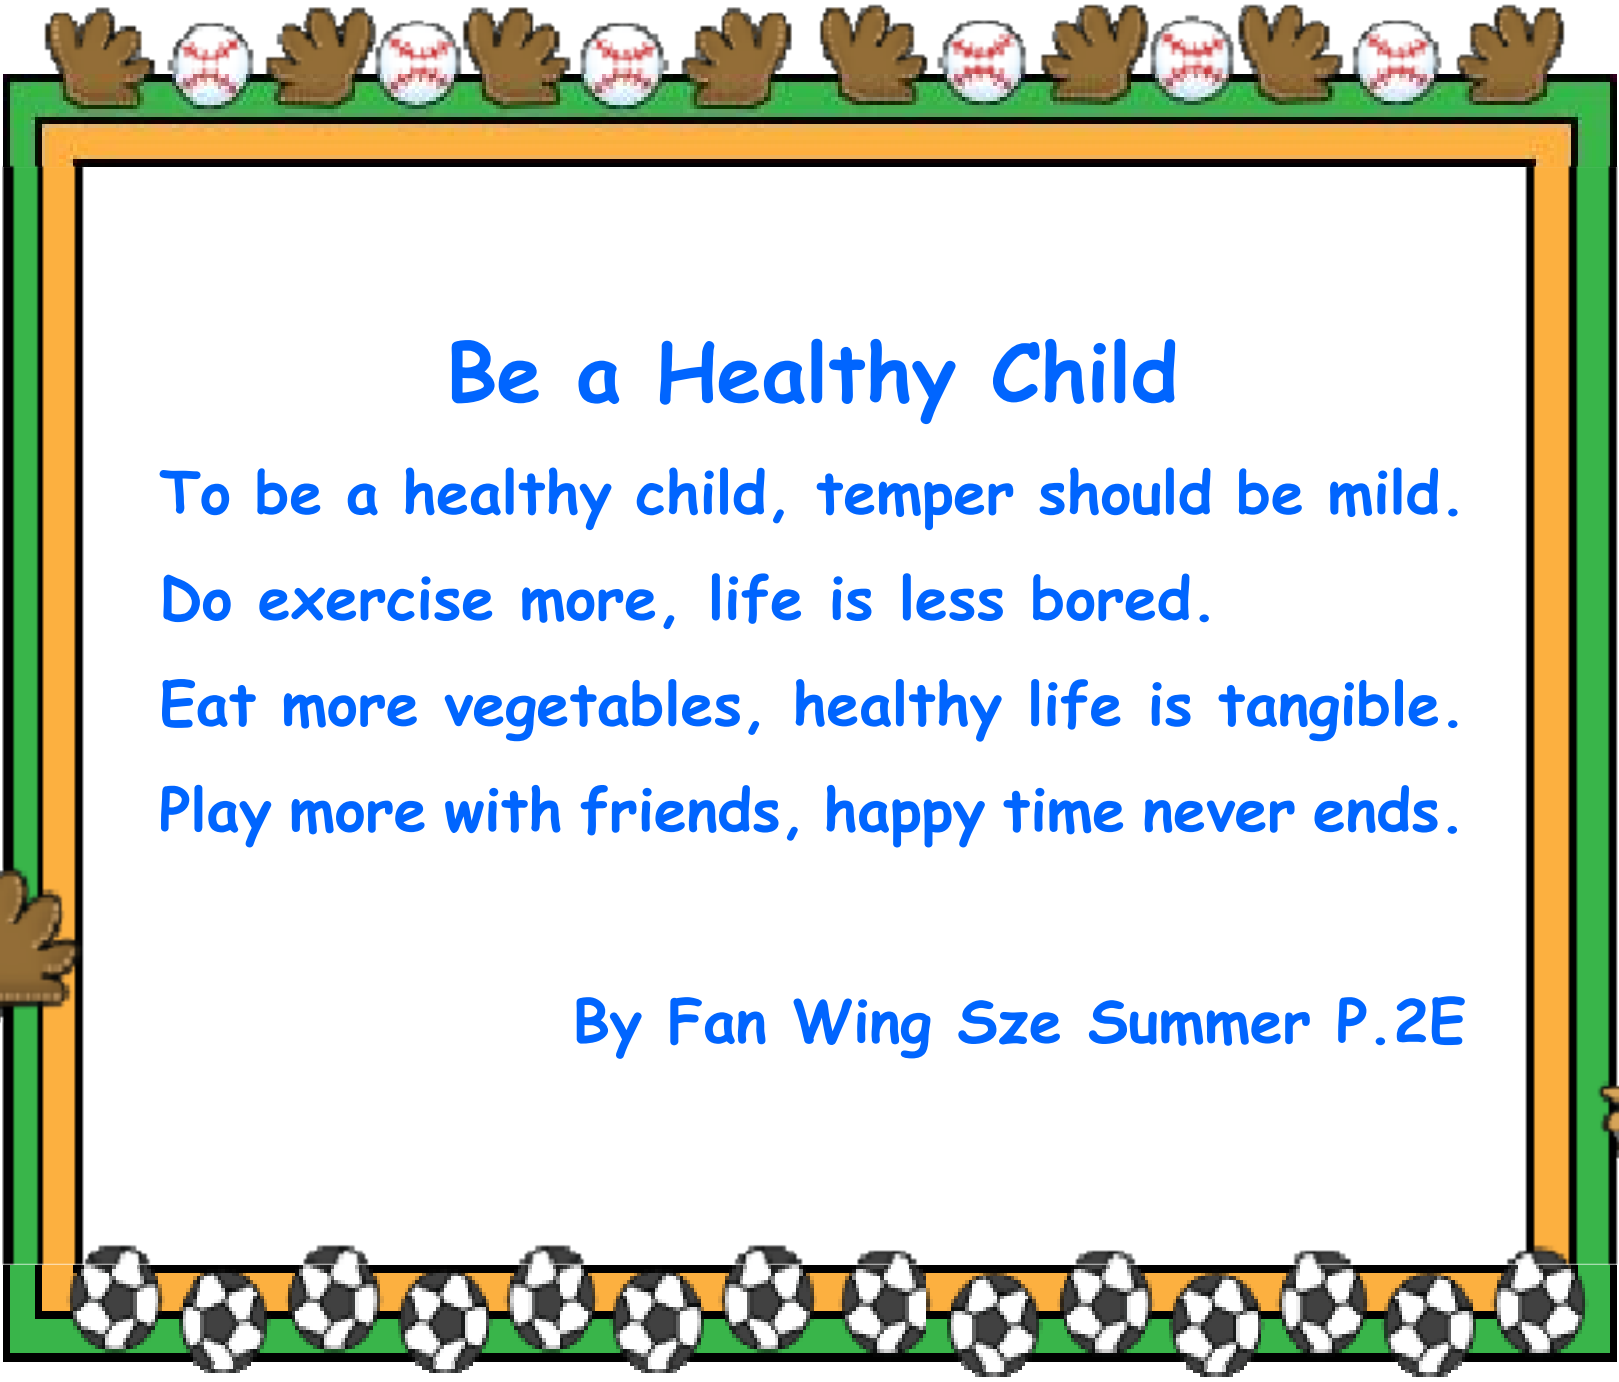 Be a Healthy Child
To be a healthy child, temper should be mild.
Do exercise more, life is less bored.
Eat more vegetables, healthy life is tangible.
Play more with friends, happy time never ends.
By Fan Wing Sze Summer P.2E